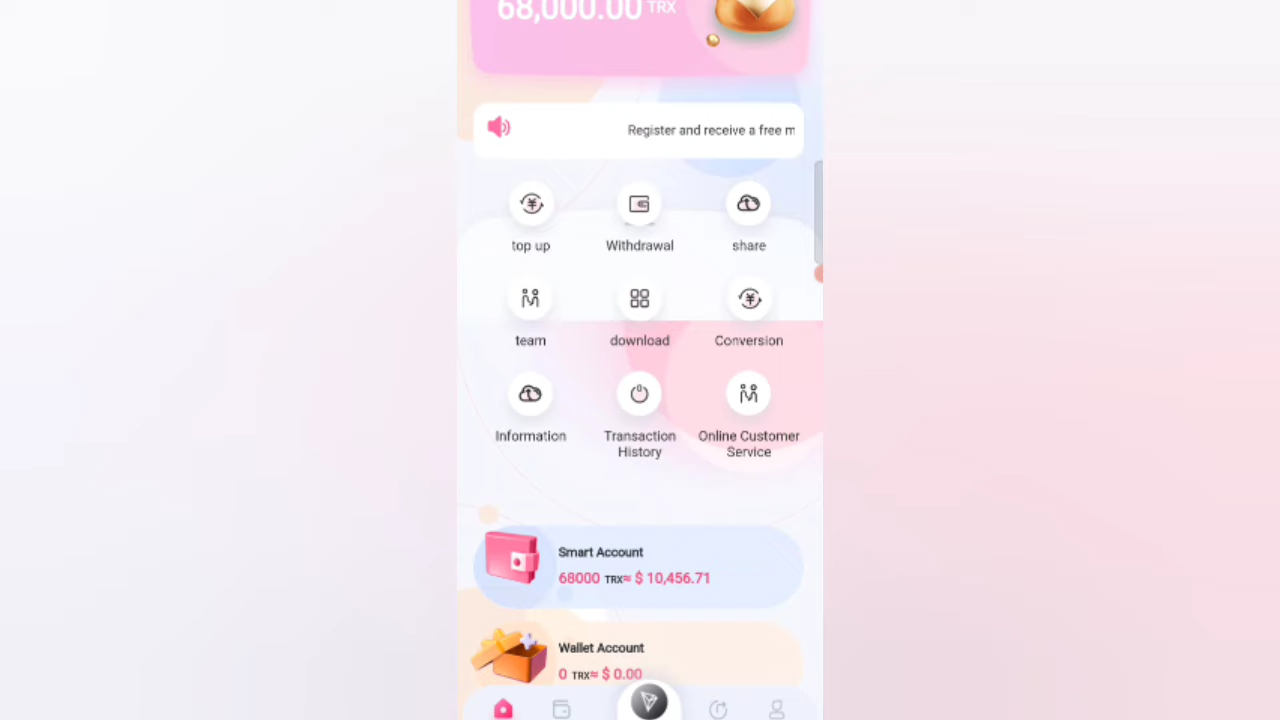 68,000.00 TRX
Register and receive a free m
top up
Withdrawal
share
team
download
Conversion
Information
Transaction
History
Online Customer
Service
Smart Account
68000 TRX≈ $ 10,456.71
Wallet Account
0 TRX≈ $ 0.00